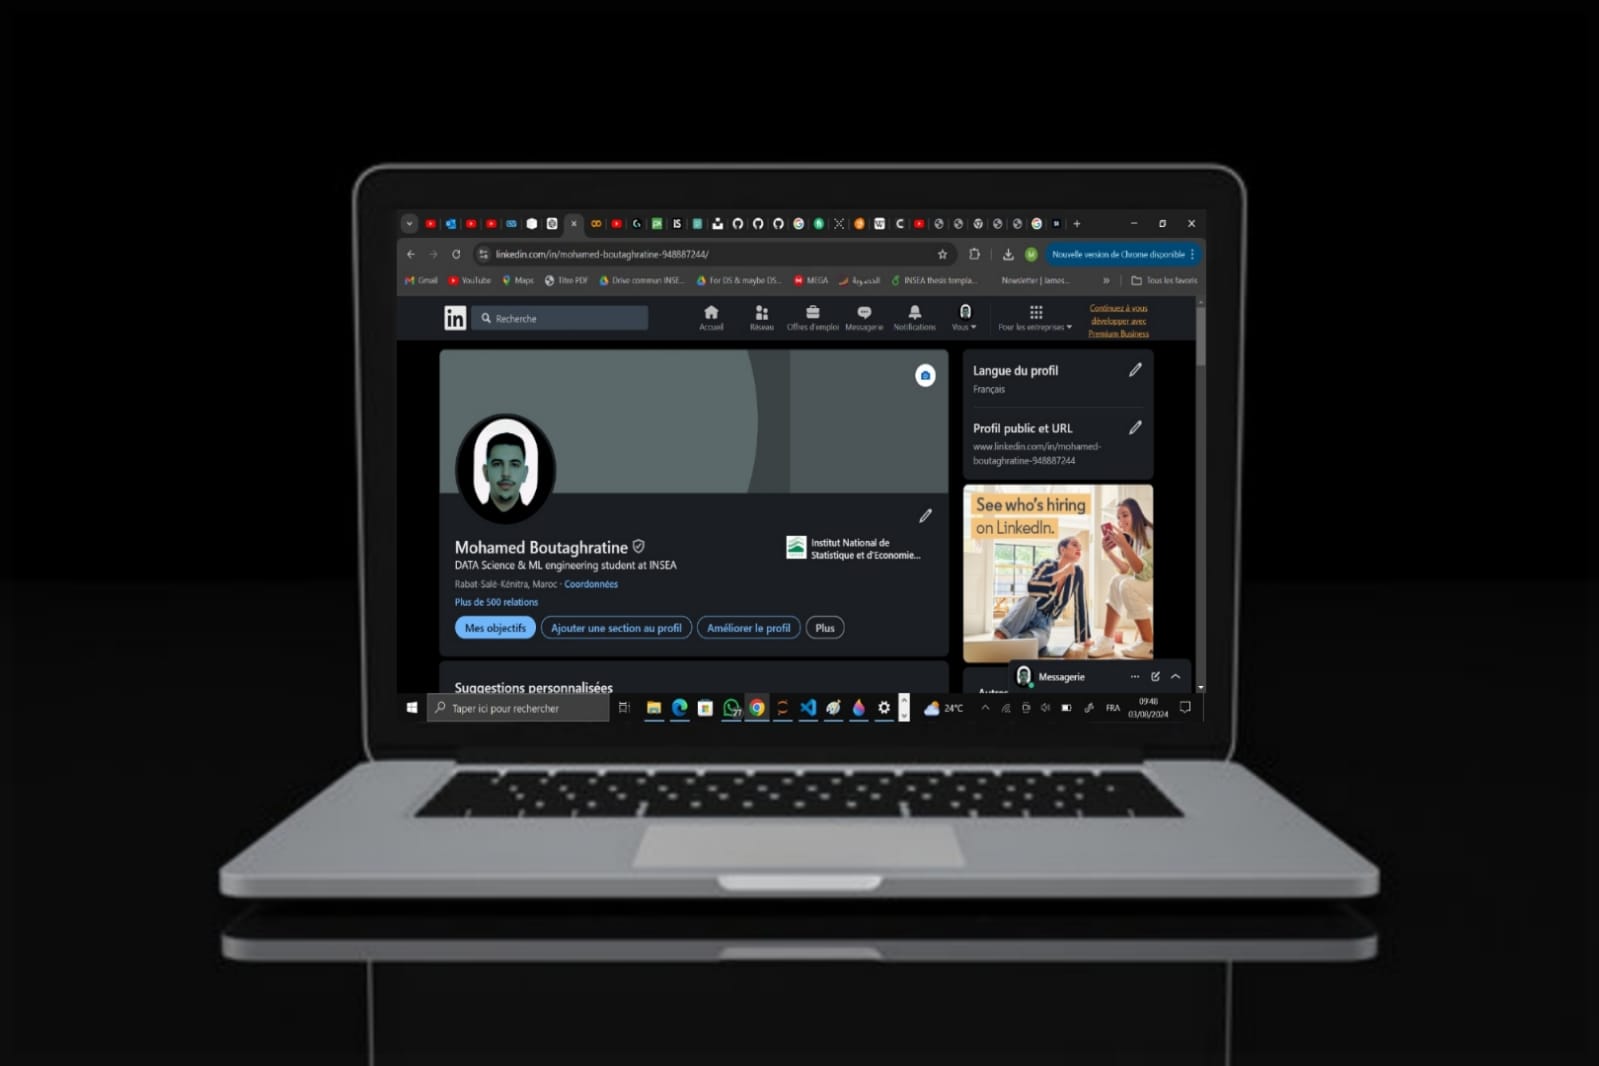 linkedin.com/in/mohamed-boutaghratine-948887244/
Nouvelle version de Chrome disponible
Gmail
YouTube
Maps
Titre PDF
Drive commun INSE...
For DS & maybe DS...
MEGA
الخصوصية
INSEA thesis templa...
Newsletter | James...
Tous les favoris
in
Recherche
Accueil
Réseau
Offres d'emploi
Messagerie
Notifications
Vous
Pour les entreprises
Continuez à vous
développer avec
Premium Business
Mohamed Boutaghratine
DATA Science & ML engineering student at INSEA
Rabat-Salé-Kénitra, Maroc · Coordonnées
Plus de 500 relations
Mes objectifs
Ajouter une section au profil
Améliorer le profil
Plus
Institut National de
Statistique et d'Economie...
Suggestions personnalisées
Langue du profil
Français
Profil public et URL
www.linkedin.com/in/mohamed-
boutaghratine-948887244
See who's hiring
on LinkedIn.
Autres
Messagerie
Taper ici pour rechercher
24°C
FRA
09:48
03/08/2024